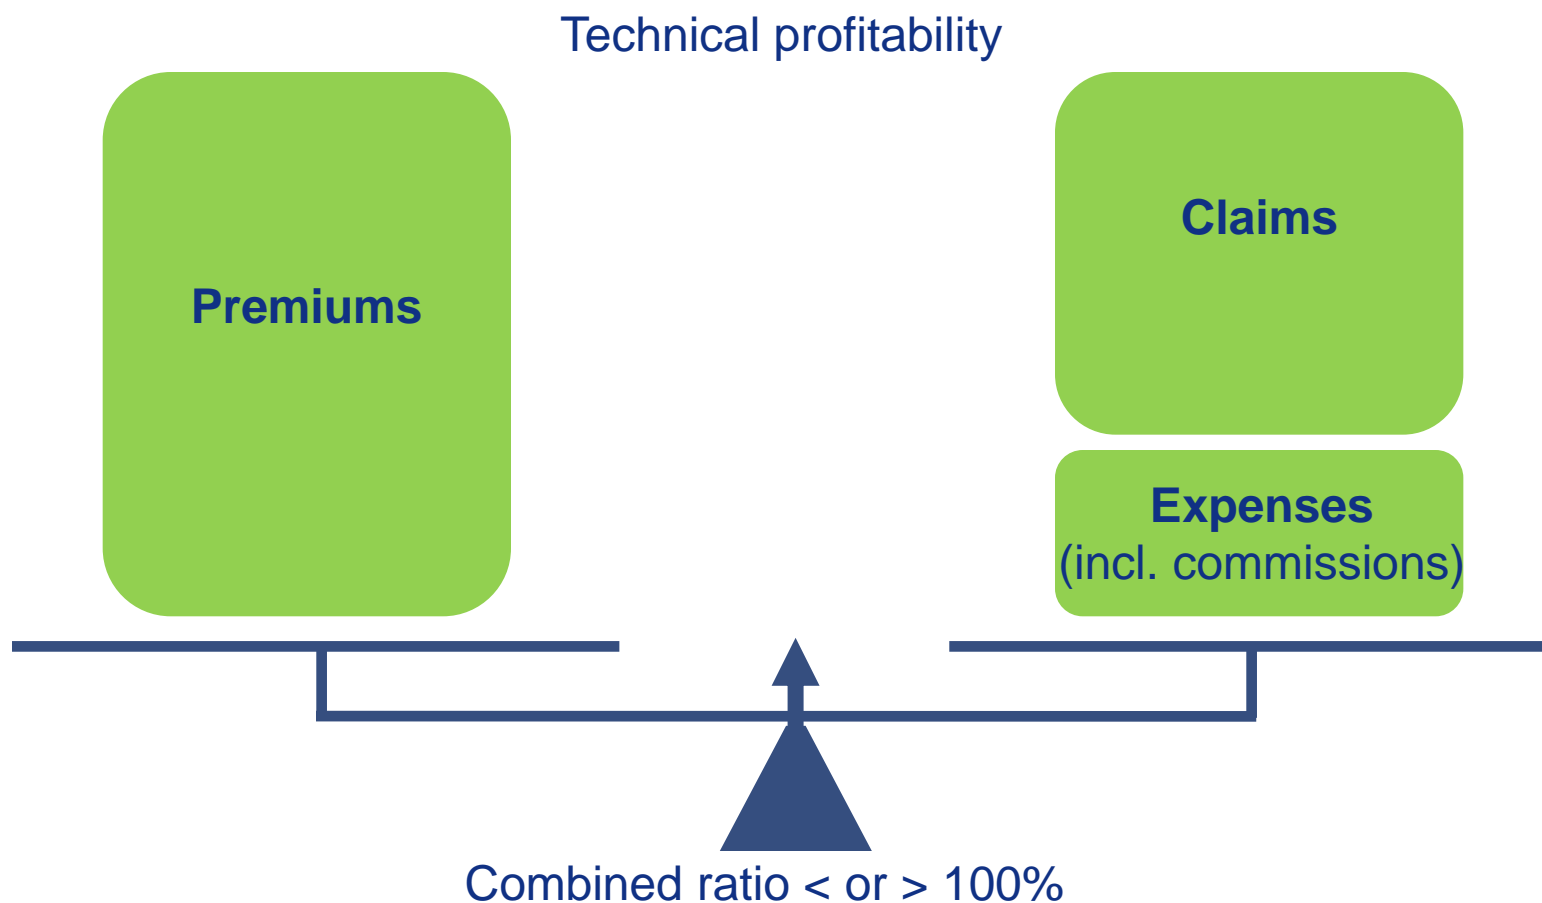 Technical profitability
Premiums
Claims
Expenses
(incl. commissions)
Combined ratio < or > 100%